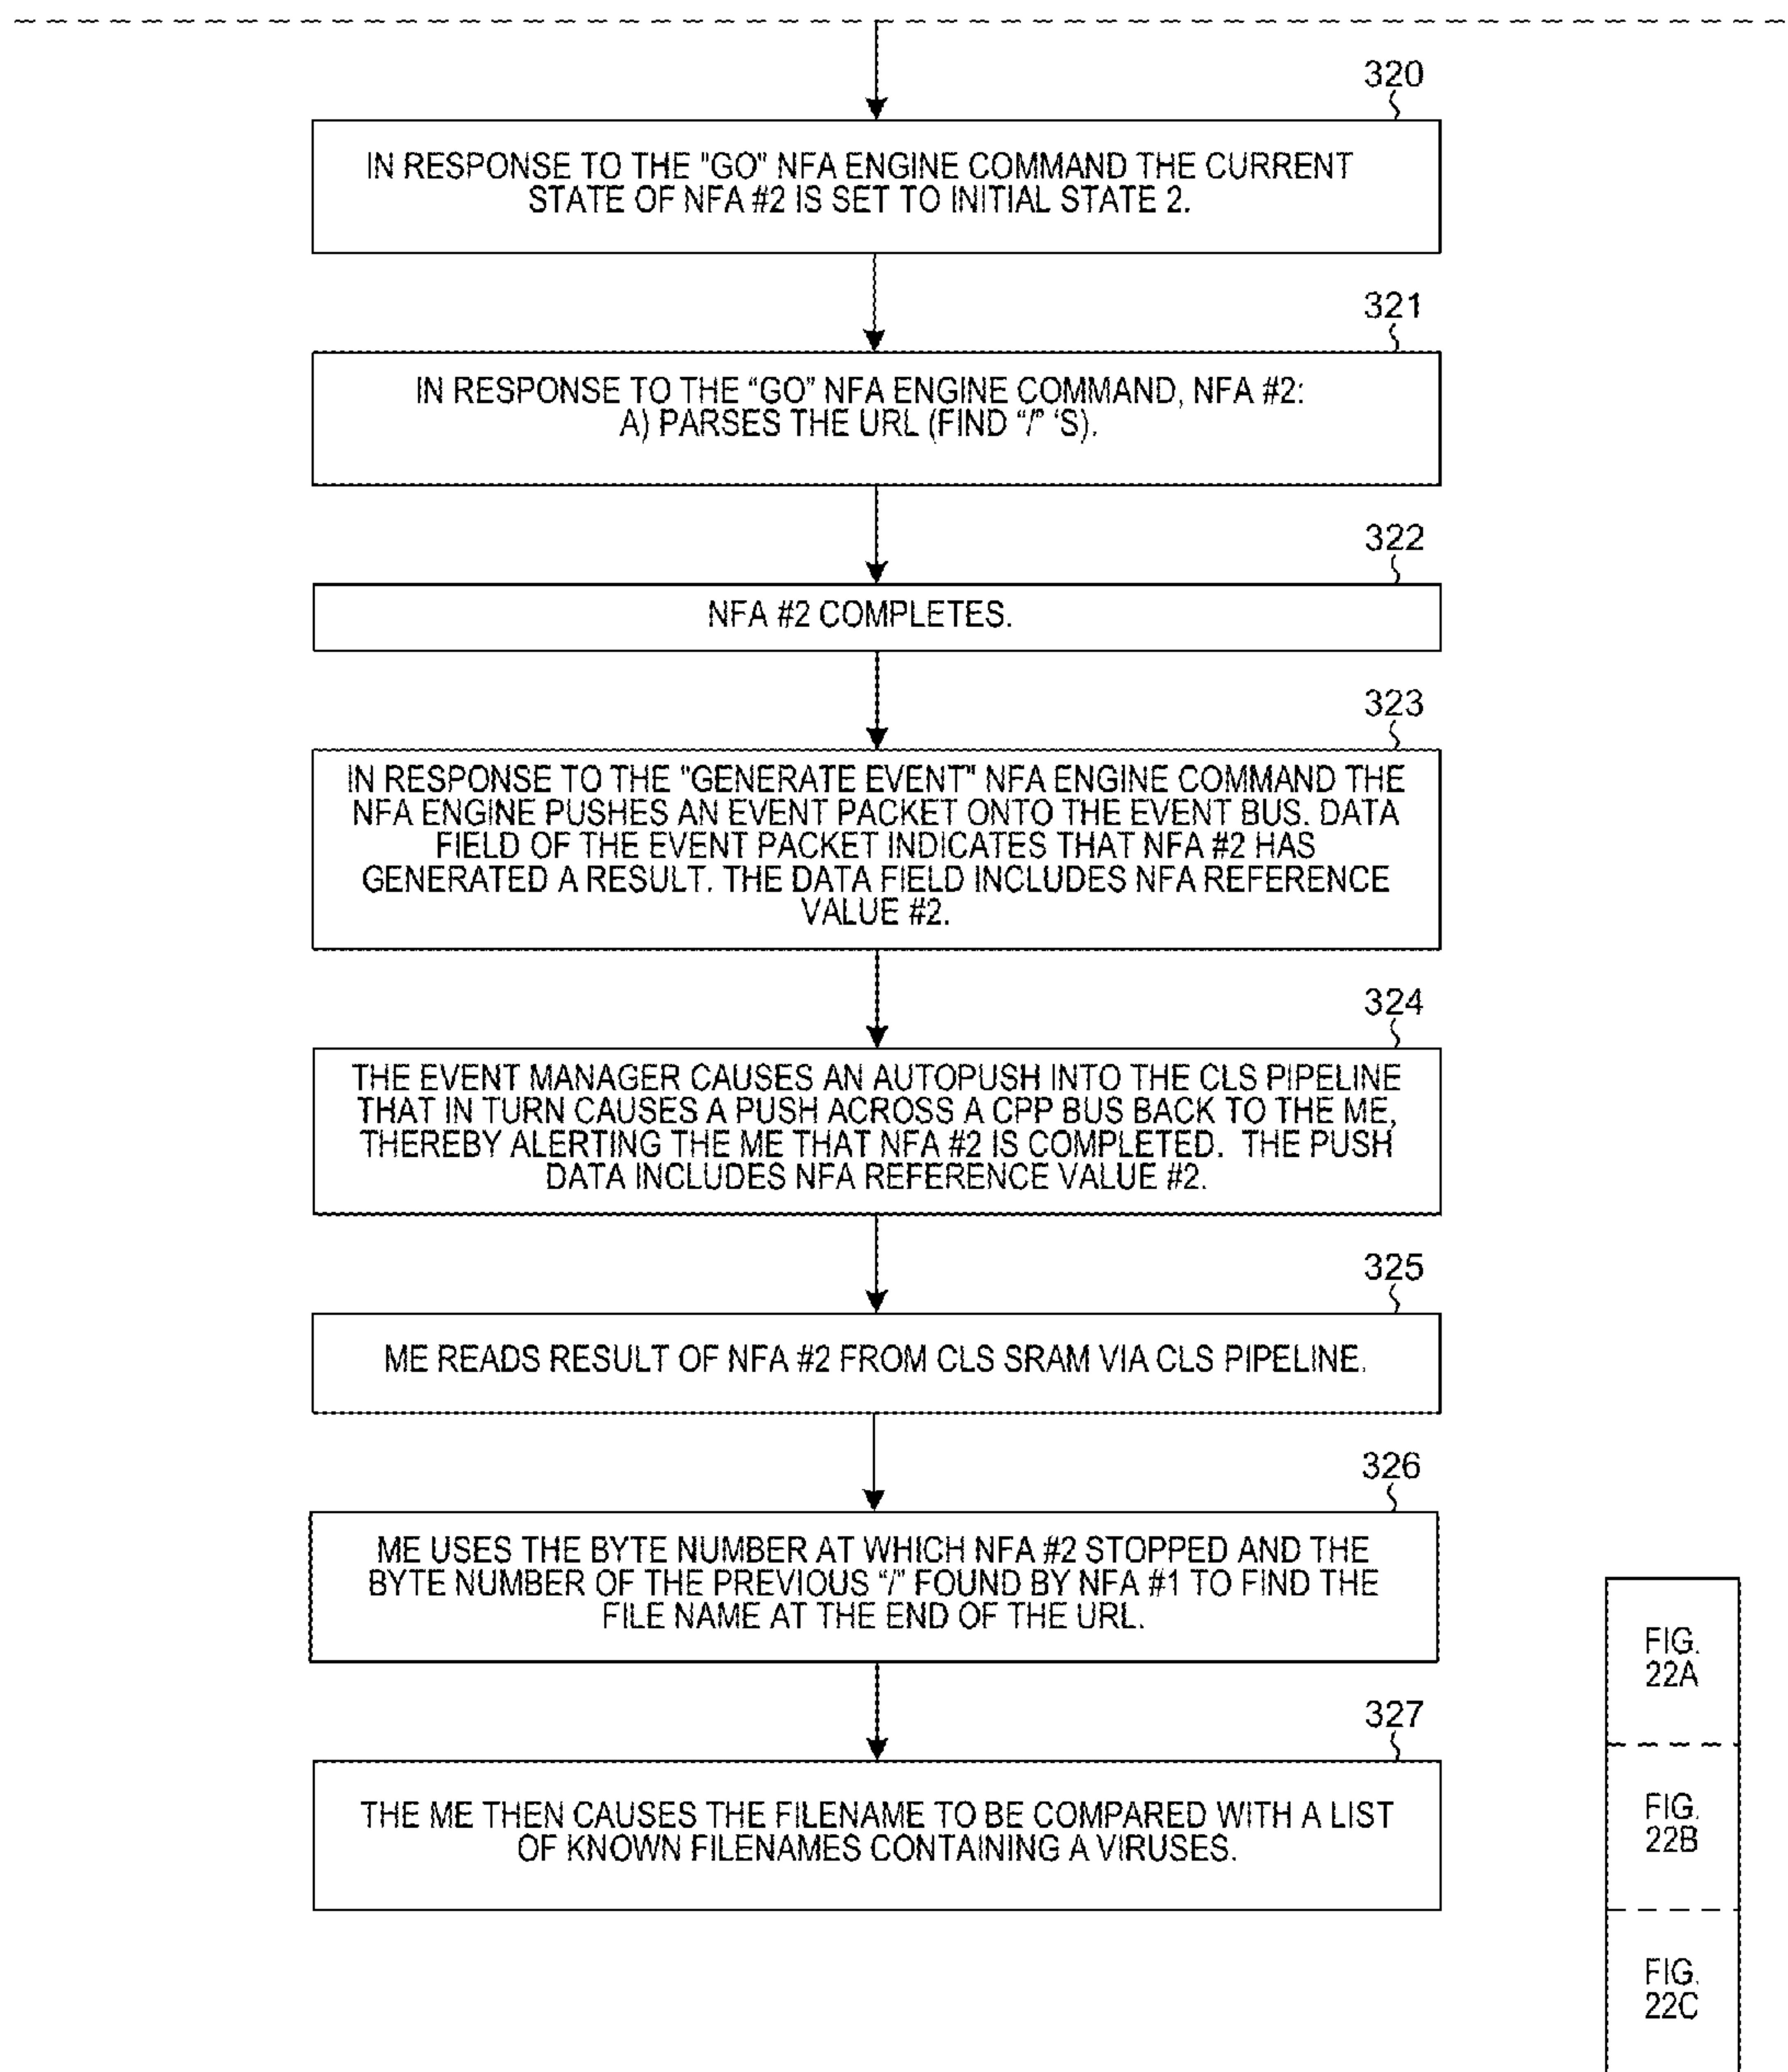 320
IN RESPONSE TO THE "GO" NFA ENGINE COMMAND THE CURRENT
STATE OF NFA #2 IS SET TO INITIAL STATE 2.
321
IN RESPONSE TO THE “GO” NFA ENGINE COMMAND, NFA #2:
A) PARSES THE URL (FIND “/” ‘S).
322
NFA #2 COMPLETES.
323
IN RESPONSE TO THE "GENERATE EVENT" NFA ENGINE COMMAND THE
NFA ENGINE PUSHES AN EVENT PACKET ONTO THE EVENT BUS. DATA
FIELD OF THE EVENT PACKET INDICATES THAT NFA #2 HAS
GENERATED A RESULT. THE DATA FIELD INCLUDES NFA REFERENCE
VALUE #2.
324
THE EVENT MANAGER CAUSES AN AUTOPUSH INTO THE CLS PIPELINE
THAT IN TURN CAUSES A PUSH ACROSS A CPP BUS BACK TO THE ME,
THEREBY ALERTING THE ME THAT NFA #2 IS COMPLETED. THE PUSH
DATA INCLUDES NFA REFERENCE VALUE #2.
325
ME READS RESULT OF NFA #2 FROM CLS SRAM VIA CLS PIPELINE.
326
ME USES THE BYTE NUMBER AT WHICH NFA #2 STOPPED AND THE
BYTE NUMBER OF THE PREVIOUS “/” FOUND BY NFA #1 TO FIND THE
FILE NAME AT THE END OF THE URL.
327
THE ME THEN CAUSES THE FILENAME TO BE COMPARED WITH A LIST
OF KNOWN FILENAMES CONTAINING A VIRUSES.
FIG.
22A
FIG.
22B
FIG.
22C